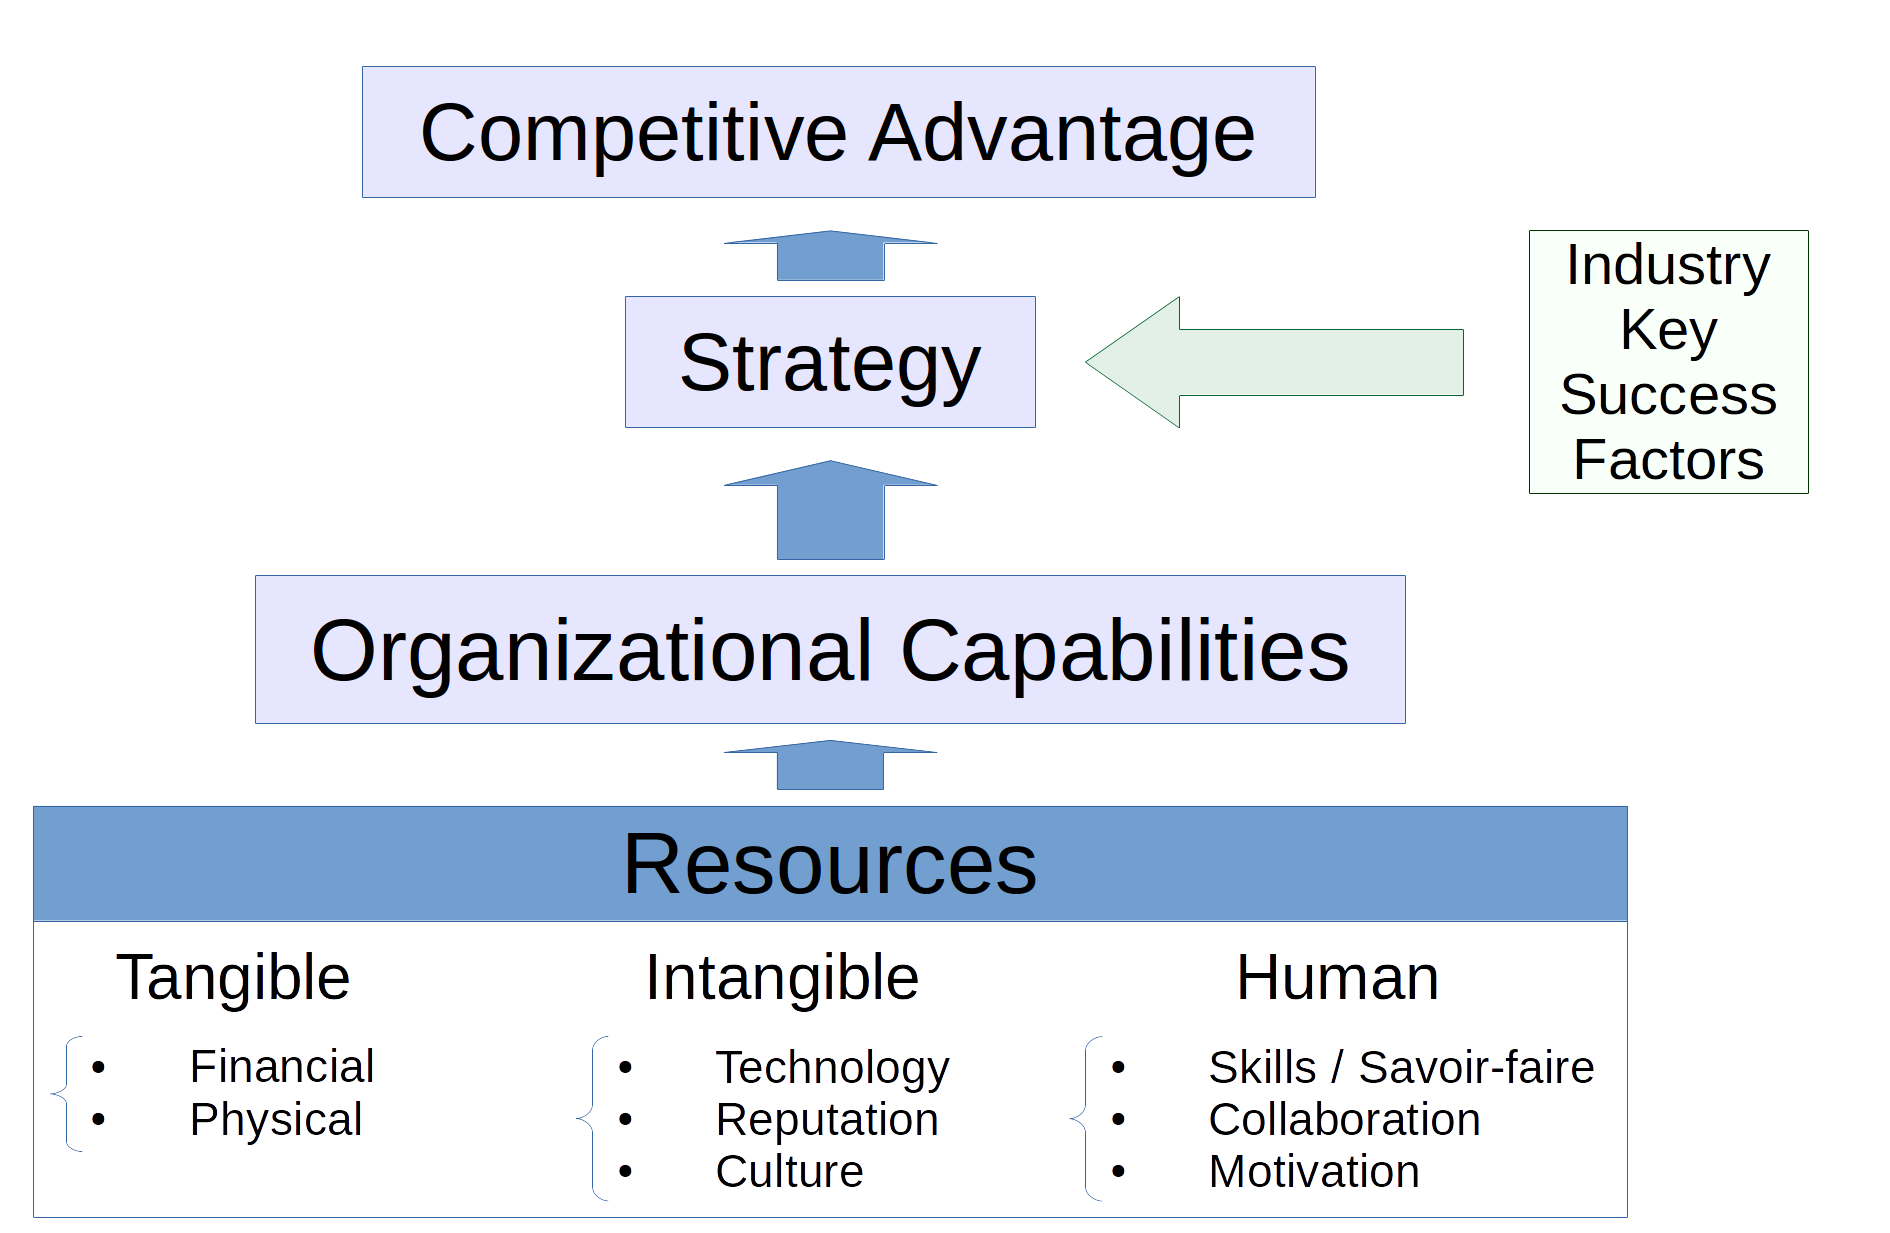 Competitive Advantage
Industry
Key
Success
Factors
Strategy
Organizational Capabilities
Resources
Tangible
• Financial
• Physical
Intangible
• Technology
• Reputation
• Culture
Human
• Skills / Savoir-faire
• Collaboration
• Motivation